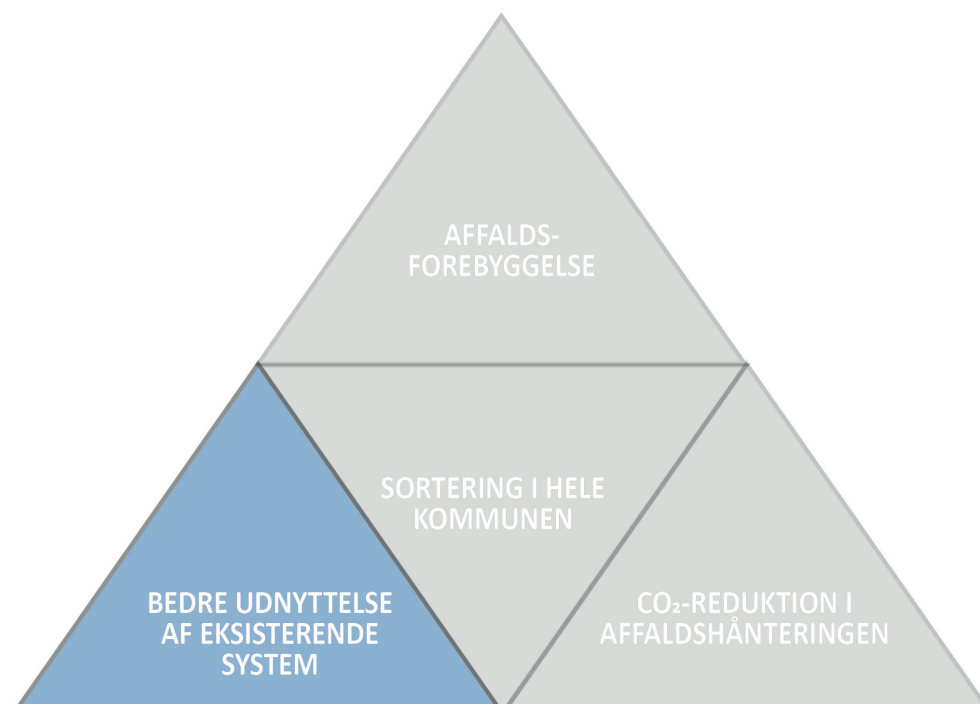 AFFALDS-
FOREBYGGELSE
SORTERING I HELE
KOMMUNEN
BEDRE UDNYTTELSE
AF EKSISTERENDE
SYSTEM
CO₂-REDUKTION I
AFFALDSHÅNTERINGEN